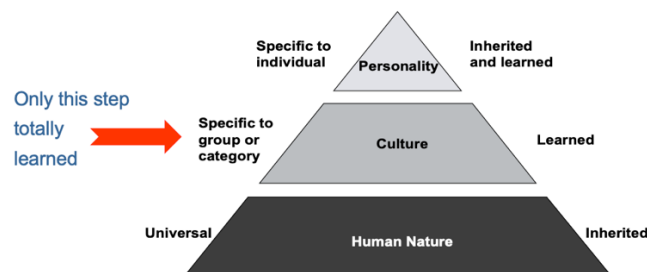 Specific to
individual
Personality
Inherited
and learned
Only this step
totally
learned
Specific to
group or
category
Culture
Learned
Universal
Human Nature
Inherited